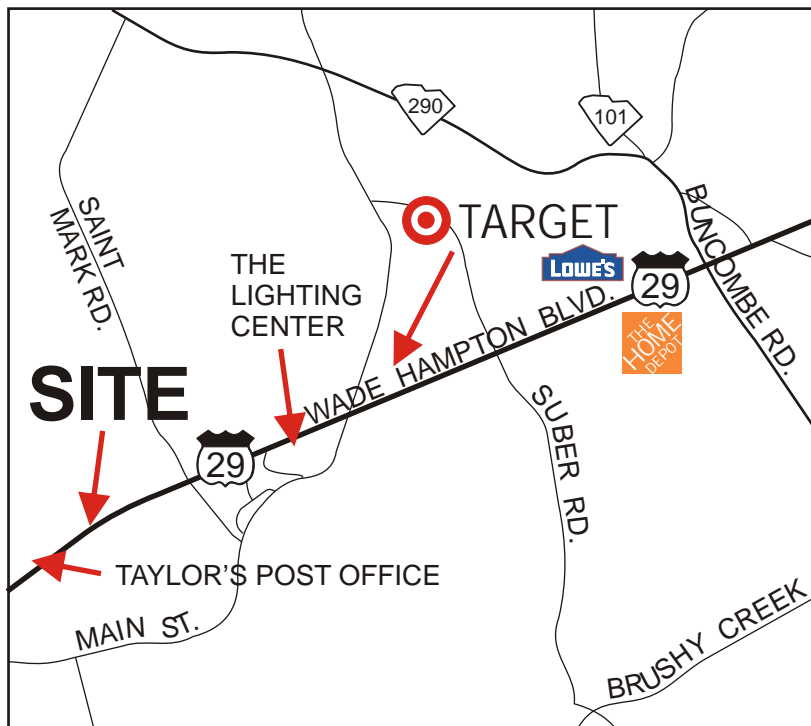 290
101
SAINT
MARK RD.
TARGET
BUNCOMBE RD.
THE
LIGHTING
CENTER
LOWE'S
29
WADE HAMPTON BLVD.
THE
HOME
DEPOT
SITE
SUBER RD.
29
TAYLOR'S POST OFFICE
MAIN ST.
BRUSHY CREEK